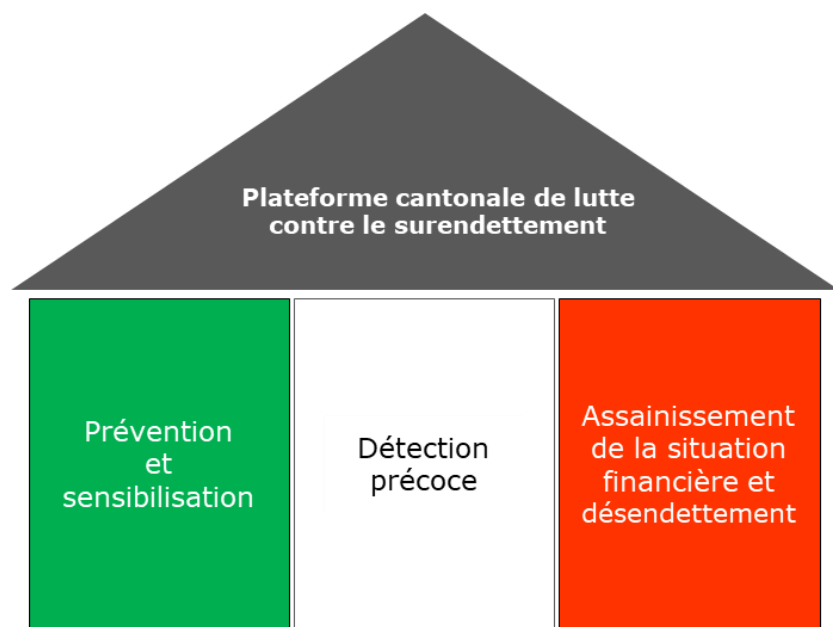 Plateforme cantonale de lutte
contre le surendettement
Prévention
et
sensibilisation
Détection
précoce
Assainissement
de la situation
financière et
désendettement